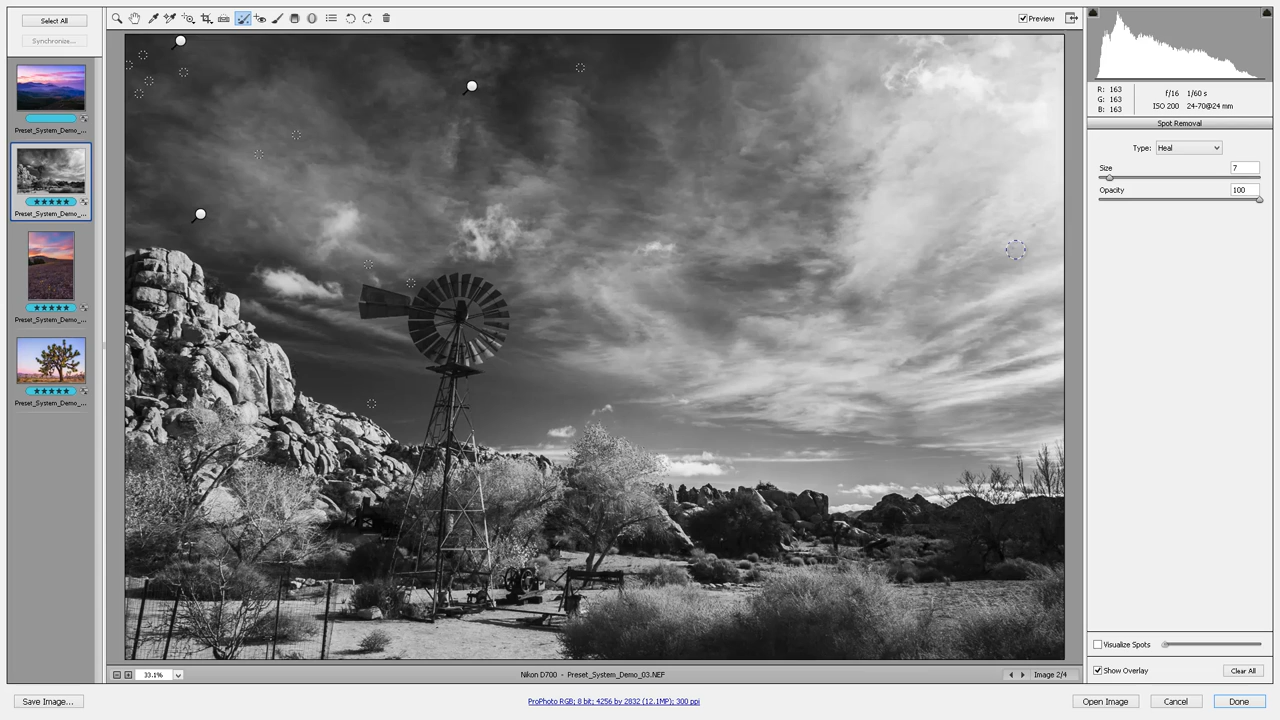 Select All
Synchronize...
Preset_System_Demo_...
Preset_System_Demo_...
Preset_System_Demo_...
Preset_System_Demo_...
Preview
R: 163
G: 163
B: 163
f/16 1/60 s
ISO 200 24-70@24 mm
Spot Removal
Type: Heal
Size 7
Opacity 100
Visualize Spots
Show Overlay
Clear All
33.1%
Nikon D700 - Preset_System_Demo_03.NEF
Image 2/4
Save Image...
ProPhoto RGB; 8 bit; 4256 by 2832 (12.1MP); 300 ppi
Open Image
Cancel
Done